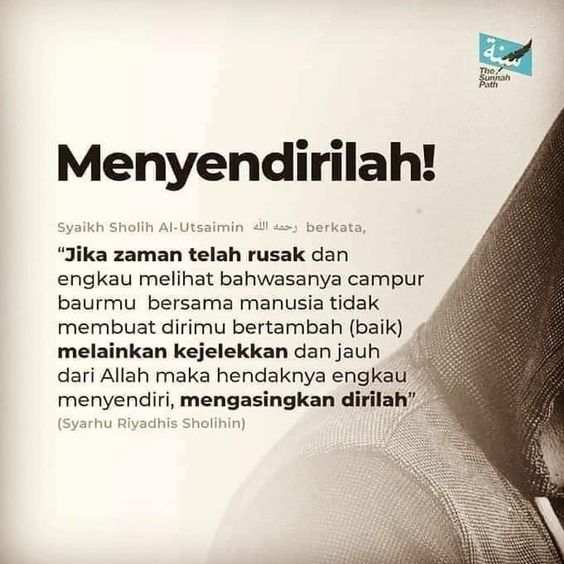 سنة
The
Sunnah
Path
Menyendirilah!
Syaikh Sholih Al-Utsaimin رحمه الله berkata,
“Jika zaman telah rusak dan
engkau melihat bahwasanya campur
baurmu bersama manusia tidak
membuat dirimu bertambah (baik)
melainkan kejelekkan dan jauh
dari Allah maka hendaknya engkau
menyendiri, mengasingkan dirilah”
(Syarhu Riyadhis Sholihin)